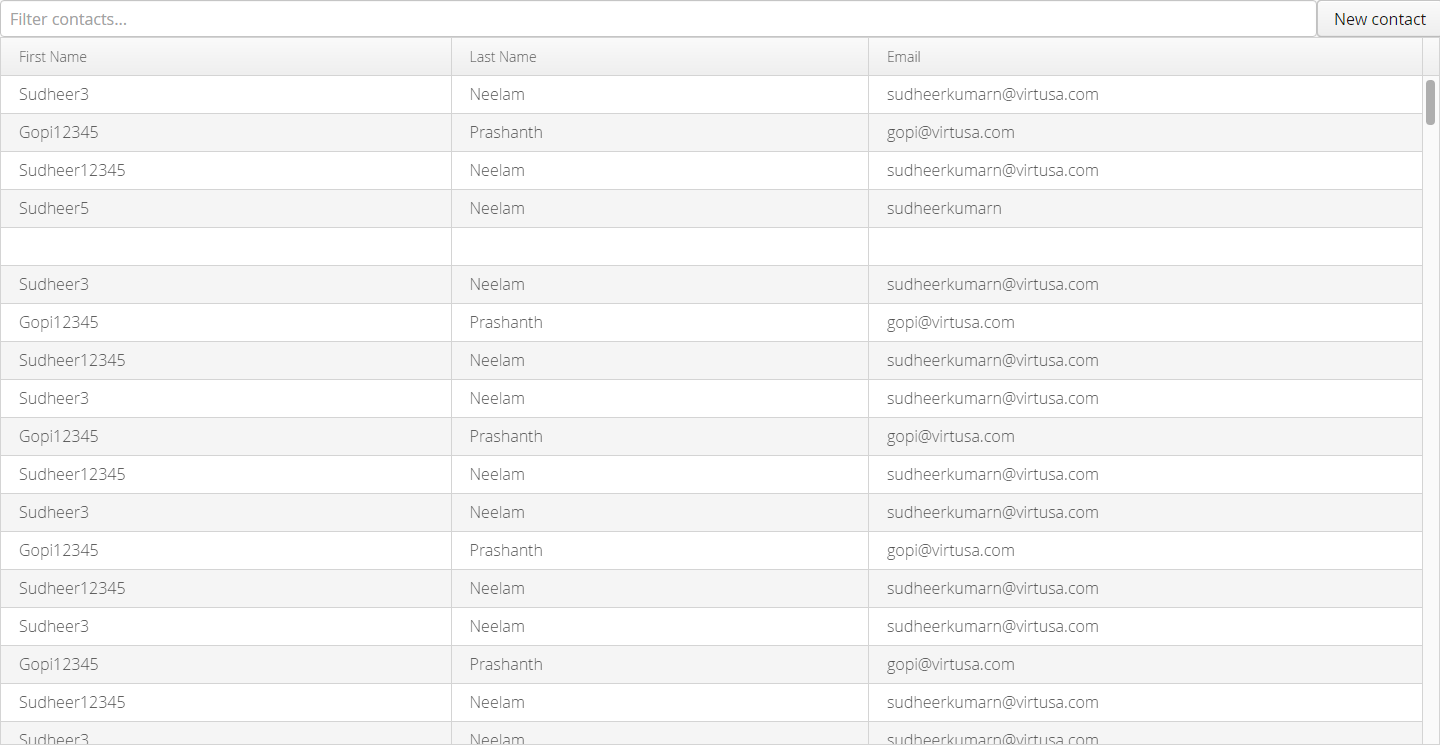 Filter contacts... New contact
First Name Last Name Email
Sudheer3 Neelam sudheerkumarn@virtusa.com
Gopi12345 Prashanth gopi@virtusa.com
Sudheer12345 Neelam sudheerkumarn@virtusa.com
Sudheer5 Neelam sudheerkumarn
Sudheer3 Neelam sudheerkumarn@virtusa.com
Gopi12345 Prashanth gopi@virtusa.com
Sudheer12345 Neelam sudheerkumarn@virtusa.com
Sudheer3 Neelam sudheerkumarn@virtusa.com
Gopi12345 Prashanth gopi@virtusa.com
Sudheer12345 Neelam sudheerkumarn@virtusa.com
Sudheer3 Neelam sudheerkumarn@virtusa.com
Gopi12345 Prashanth gopi@virtusa.com
Sudheer12345 Neelam sudheerkumarn@virtusa.com
Sudheer3 Neelam sudheerkumarn@virtusa.com
Gopi12345 Prashanth gopi@virtusa.com
Sudheer12345 Neelam sudheerkumarn@virtusa.com
Sudheer3 Neelam sudheerkumarn@virtusa.com